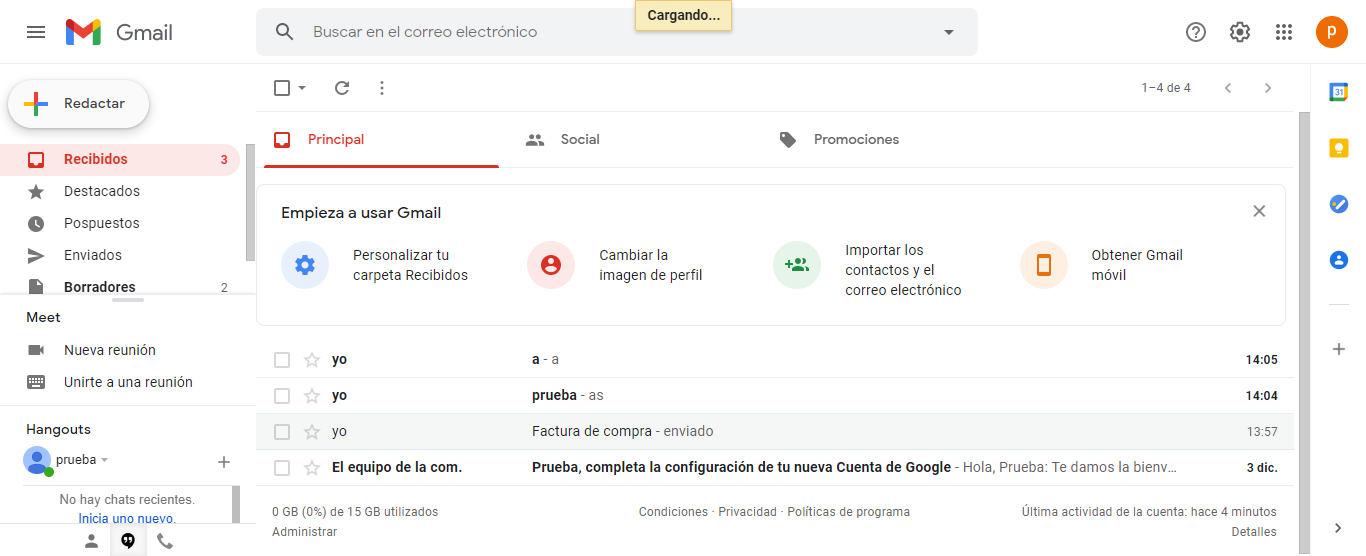 Cargando...
Gmail
Buscar en el correo electrónico
p
Redactar
1–4 de 4
31
Recibidos 3
Destacados
Pospuestos
Enviados
Borradores 2
Meet
Nueva reunión
Unirte a una reunión
Hangouts
prueba
No hay chats recientes.
Inicia uno nuevo.
Principal
Social
Promociones
Empieza a usar Gmail
Personalizar tu
carpeta Recibidos
Cambiar la
imagen de perfil
Importar los
contactos y el
correo electrónico
Obtener Gmail
móvil
yo a - a 14:05
yo prueba - as 14:04
yo Factura de compra - enviado 13:57
El equipo de la com. Prueba, completa la configuración de tu nueva Cuenta de Google - Hola, Prueba: Te damos la bienv… 3 dic.
0 GB (0%) de 15 GB utilizados
Administrar
Condiciones · Privacidad · Políticas de programa
Última actividad de la cuenta: hace 4 minutos
Detalles